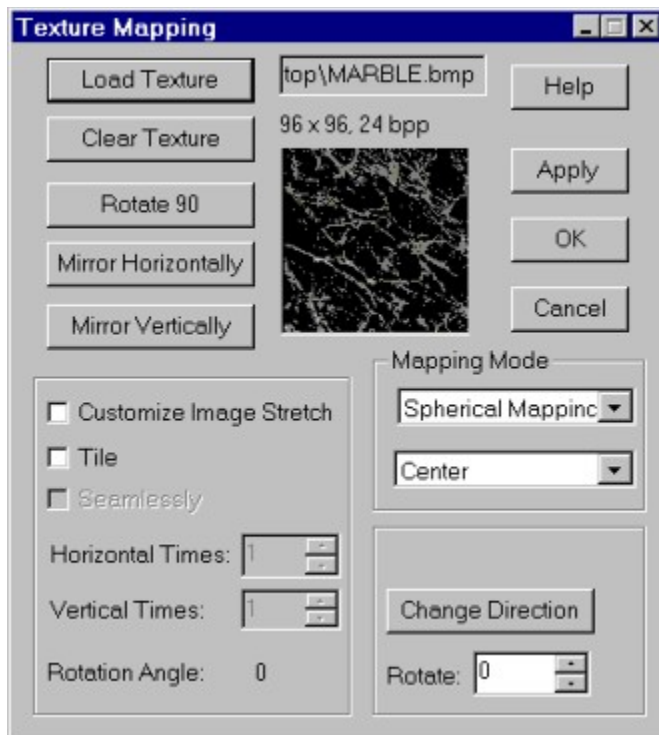 Texture Mapping
Load Texture
top\MARBLE.bmp
Help
Clear Texture
96 x 96, 24 bpp
Apply
Rotate 90
OK
Mirror Horizontally
Cancel
Mirror Vertically
Mapping Mode
Customize Image Stretch
Spherical Mapping
Tile
Center
Seamlessly
Horizontal Times: 1
Vertical Times: 1
Change Direction
Rotation Angle: 0
Rotate: 0